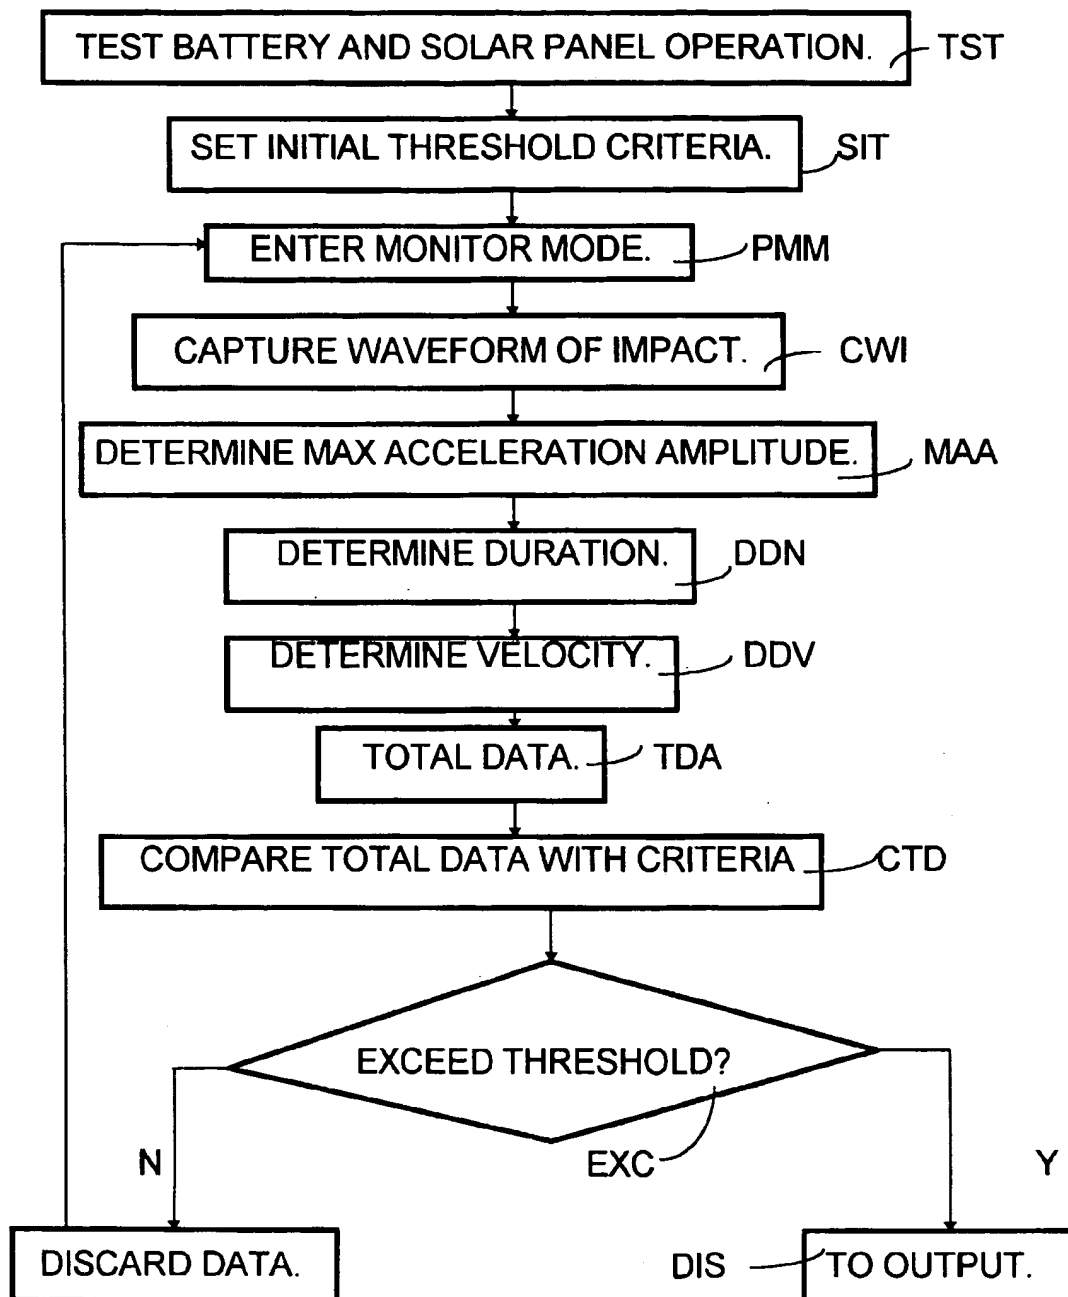 TEST BATTERY AND SOLAR PANEL OPERATION. TST
SET INITIAL THRESHOLD CRITERIA. SIT
ENTER MONITOR MODE. PMM
CAPTURE WAVEFORM OF IMPACT. CWI
DETERMINE MAX ACCELERATION AMPLITUDE. MAA
DETERMINE DURATION. DDN
DETERMINE VELOCITY. DDV
TOTAL DATA. TDA
COMPARE TOTAL DATA WITH CRITERIA CTD
EXCEED THRESHOLD?
N EXC Y
DISCARD DATA. DIS TO OUTPUT.